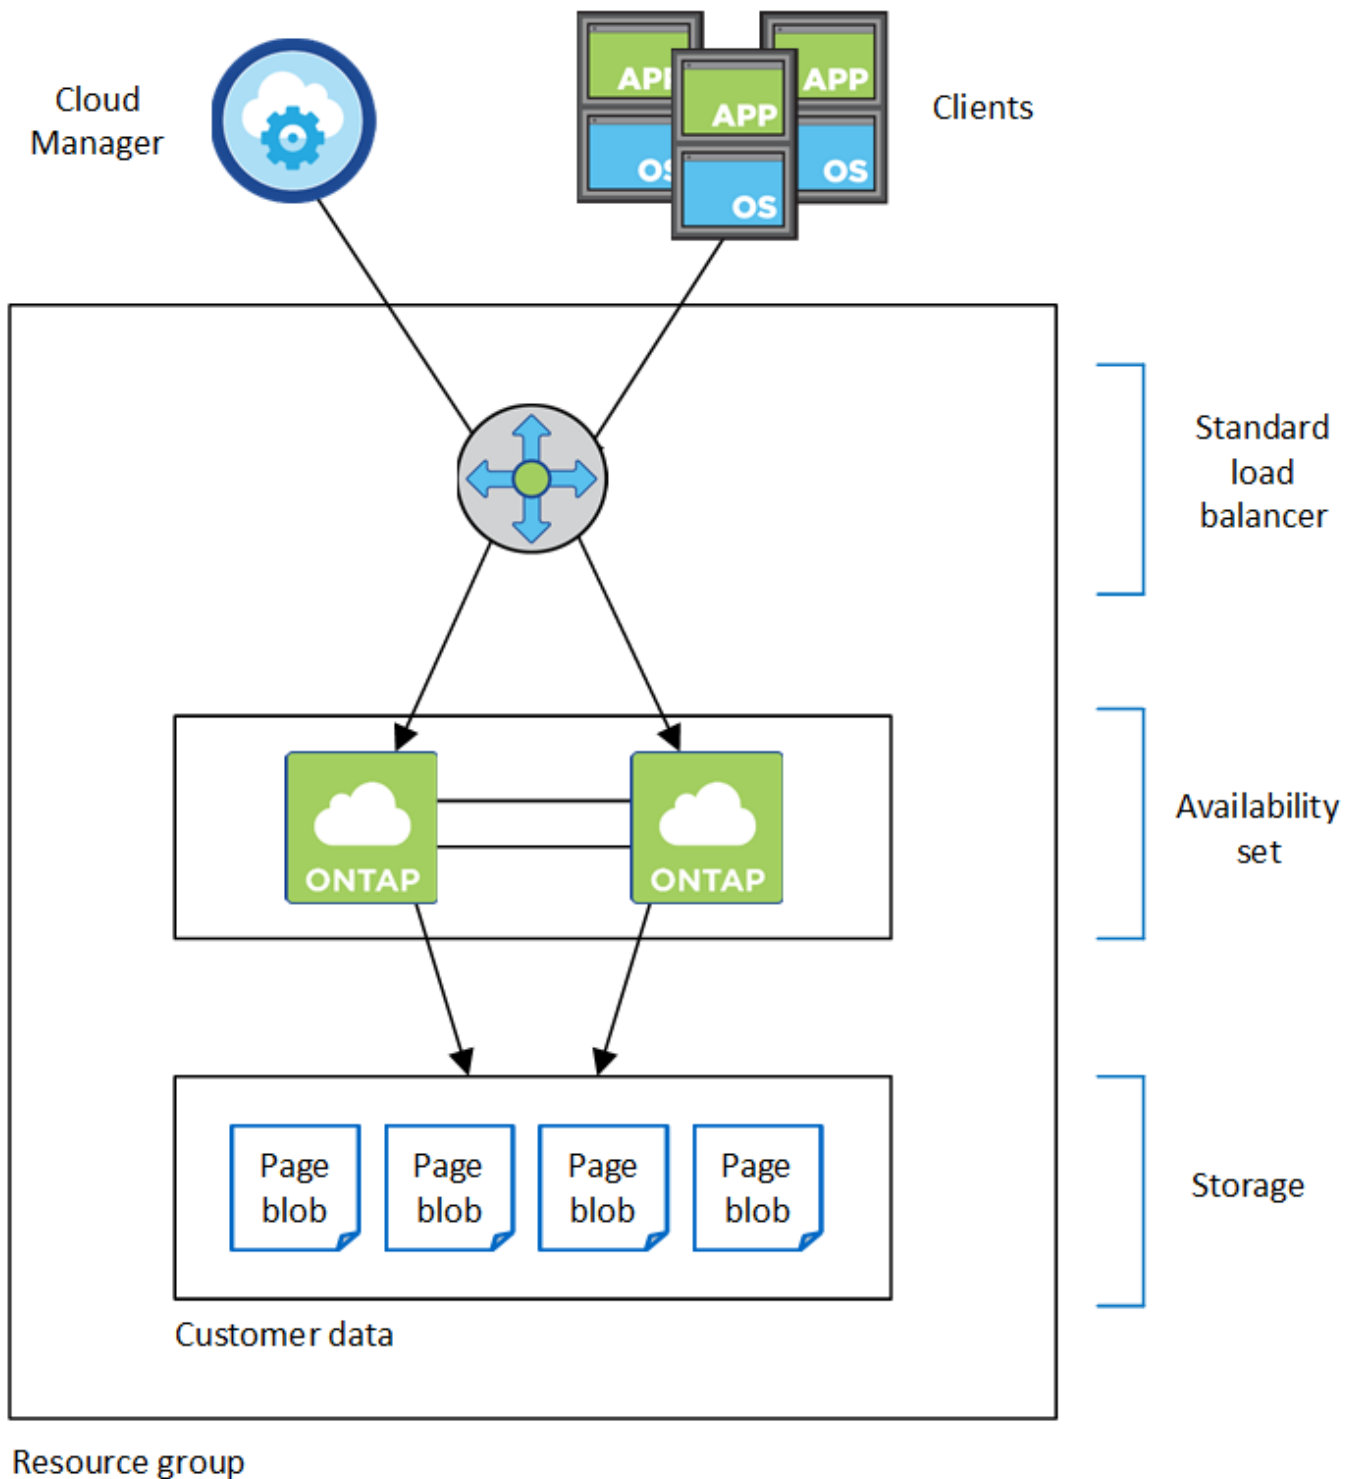 Cloud
Manager
APP
OS
APP
OS
APP
OS
Clients
Standard
load
balancer
ONTAP
ONTAP
Availability
set
Page
blob
Page
blob
Page
blob
Page
blob
Storage
Customer data
Resource group